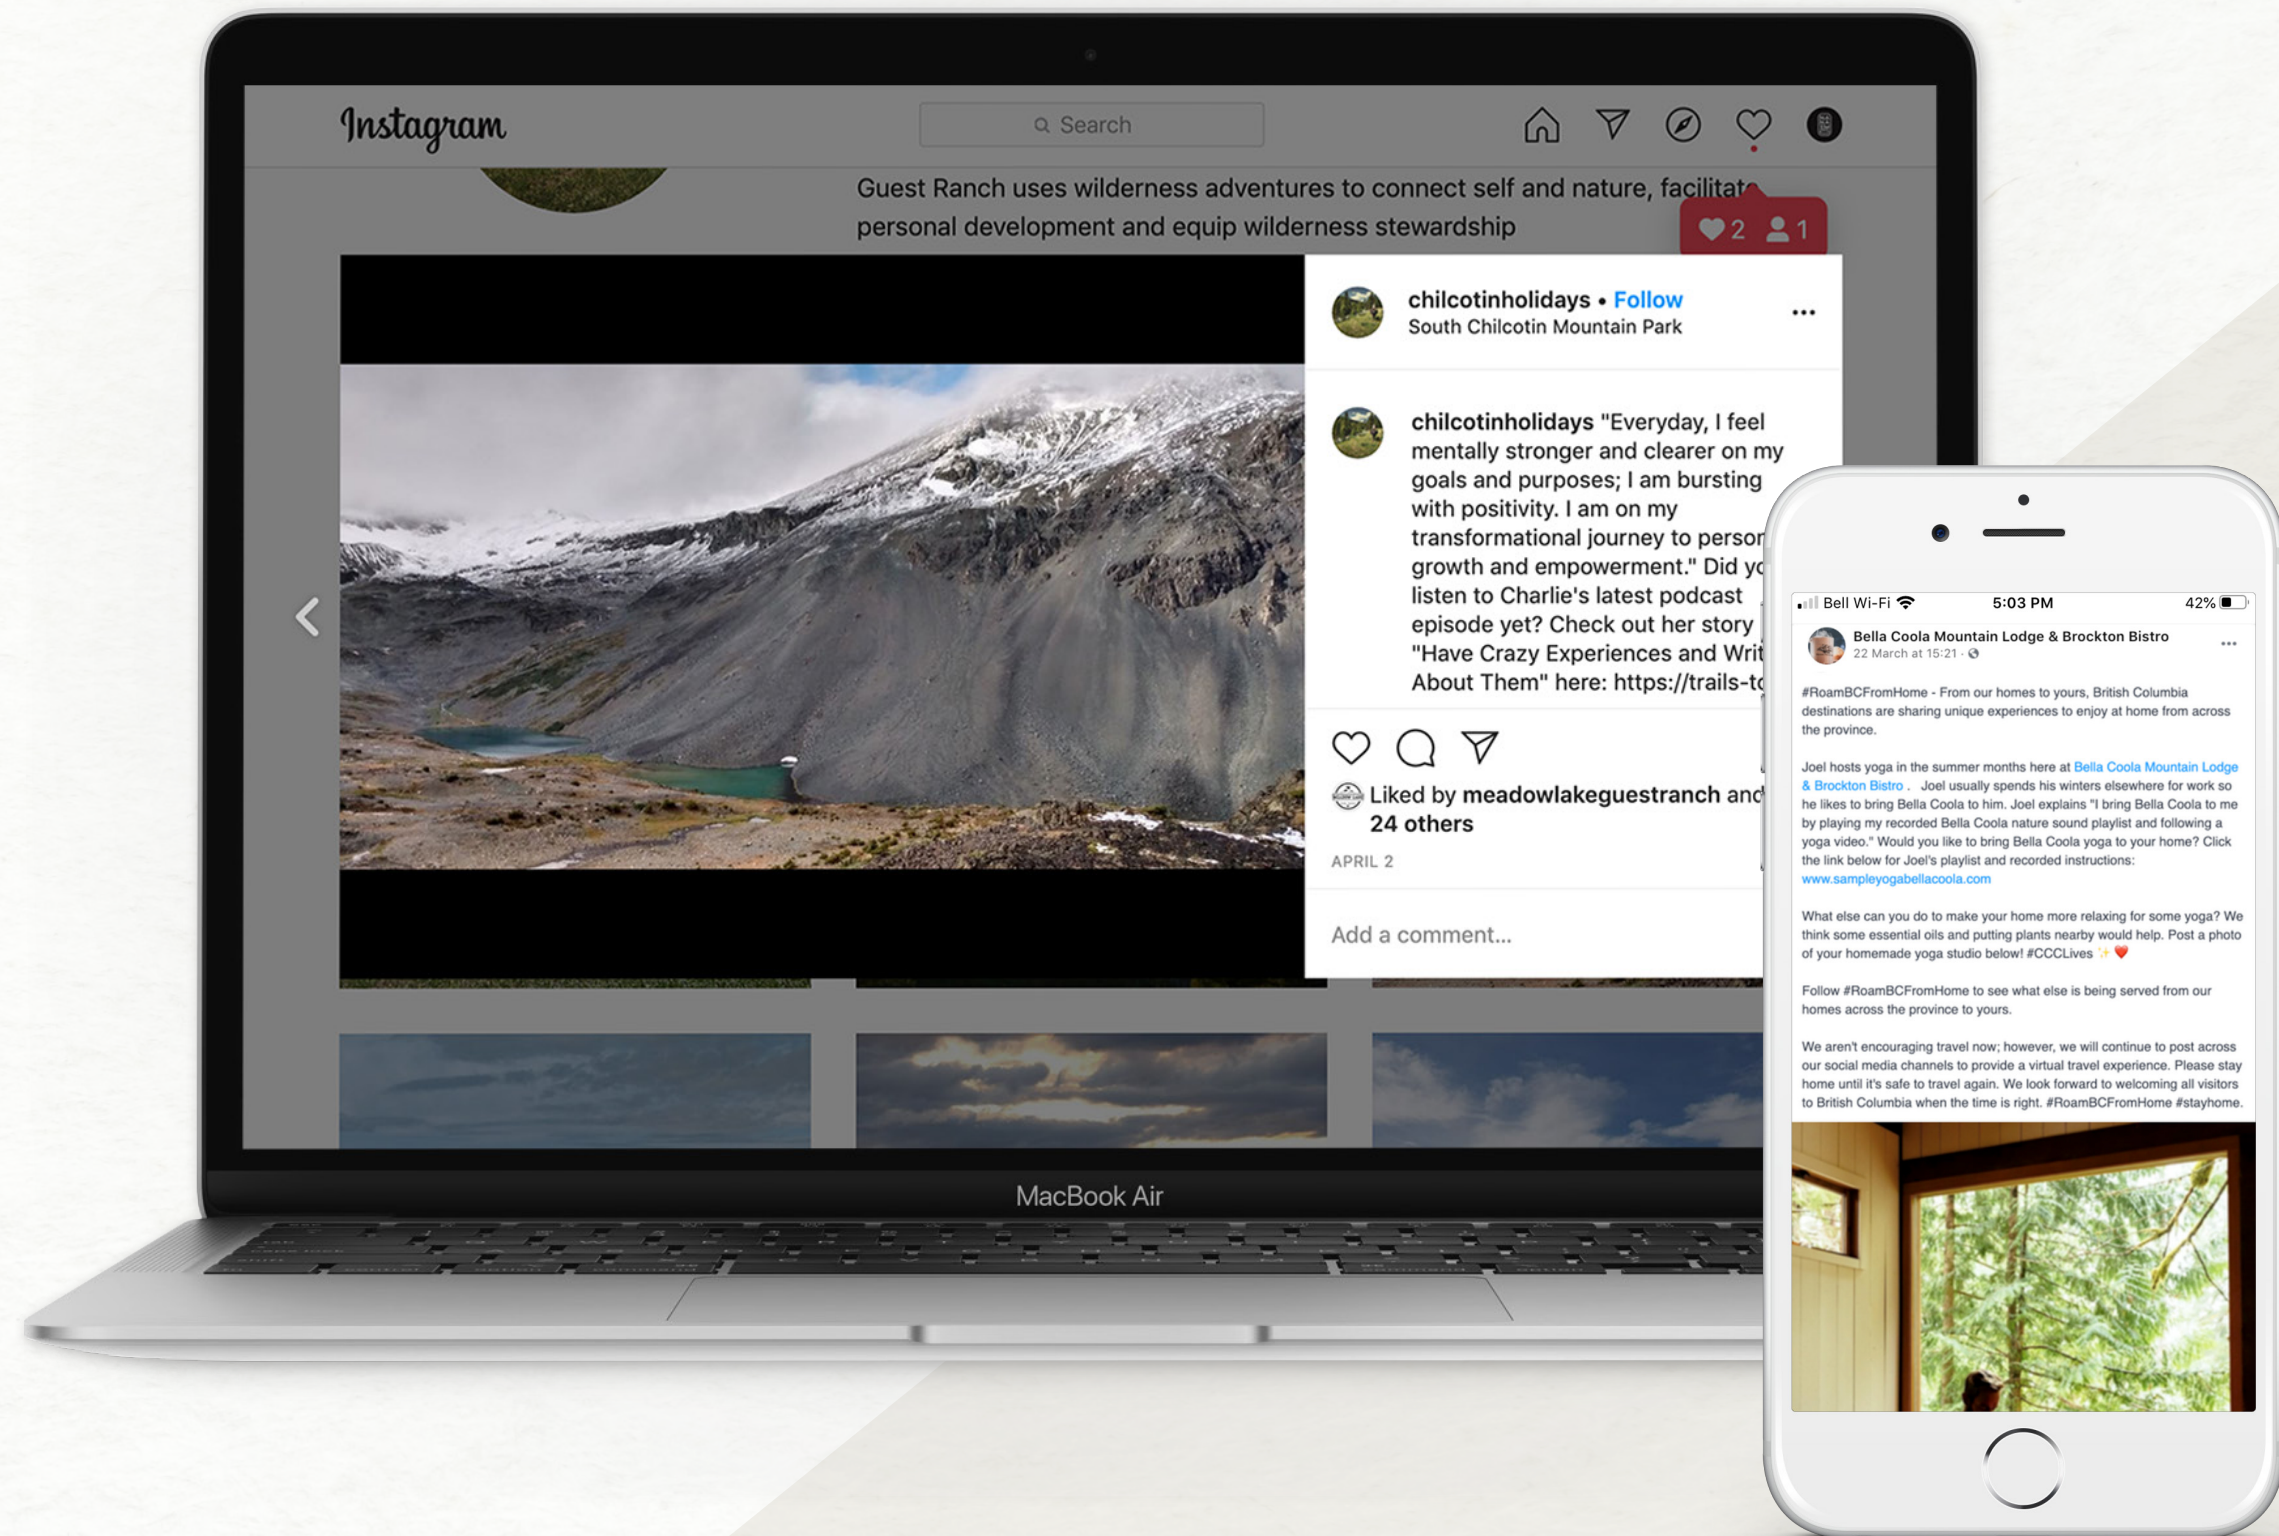 Instagram
Search
Guest Ranch uses wilderness adventures to connect self and nature, facilitate
personal development and equip wilderness stewardship
2 1
chilcotinholidays • Follow
South Chilcotin Mountain Park
chilcotinholidays "Everyday, I feel
mentally stronger and clearer on my
goals and purposes; I am bursting
with positivity. I am on my
transformational journey to person
growth and empowerment." Did yo
listen to Charlie's latest podcast
episode yet? Check out her story
"Have Crazy Experiences and Writ
About Them" here: https://trails-to
Liked by meadowlakeguestranch and
24 others
APRIL 2
Add a comment...
MacBook Air
Bell Wi-Fi 5:03 PM 42%
Bella Coola Mountain Lodge & Brockton Bistro
22 March at 15:21 ·
#RoamBCFromHome - From our homes to yours, British Columbia
destinations are sharing unique experiences to enjoy at home from across
the province.
Joel hosts yoga in the summer months here at Bella Coola Mountain Lodge
& Brockton Bistro . Joel usually spends his winters elsewhere for work so
he likes to bring Bella Coola to him. Joel explains "I bring Bella Coola to me
by playing my recorded Bella Coola nature sound playlist and following a
yoga video." Would you like to bring Bella Coola yoga to your home? Click
the link below for Joel's playlist and recorded instructions:
www.sampleyogabellacoola.com
What else can you do to make your home more relaxing for some yoga? We
think some essential oils and putting plants nearby would help. Post a photo
of your homemade yoga studio below! #CCCLives ✨ ❤️
Follow #RoamBCFromHome to see what else is being served from our
homes across the province to yours.
We aren't encouraging travel now; however, we will continue to post across
our social media channels to provide a virtual travel experience. Please stay
home until it's safe to travel again. We look forward to welcoming all visitors
to British Columbia when the time is right. #RoamBCFromHome #stayhome.